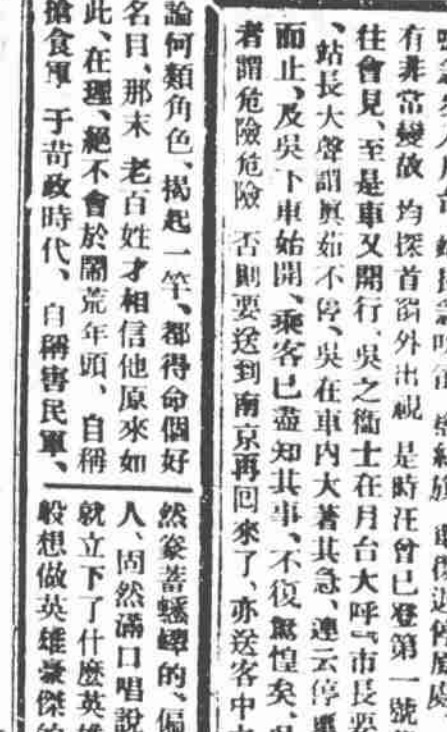 有非常變故 均探首窗外出視 是時汪曾已登第一號
往會見、至是車又開行、吳之衞士在月台大呼「市長
、站長大聲謂眞如不停、吳在車内大著其急、連云停
而止、及吳下車始開、乘客已盡知其事、不復驚惶矣、
者謂危險危險 否則要送到南京再回來了、亦送客中
論何類角色、揭起一竿、都得命個好
名目、那末 老百姓才相信他原來如
此、在理、絕不會於鬧荒年頭、自稱
搶食軍 于苛政時代、自稱害民軍、
然蓄的、偏
人、固然滿口唱說
就立下了什麼英雄
般想做英雄豪傑的